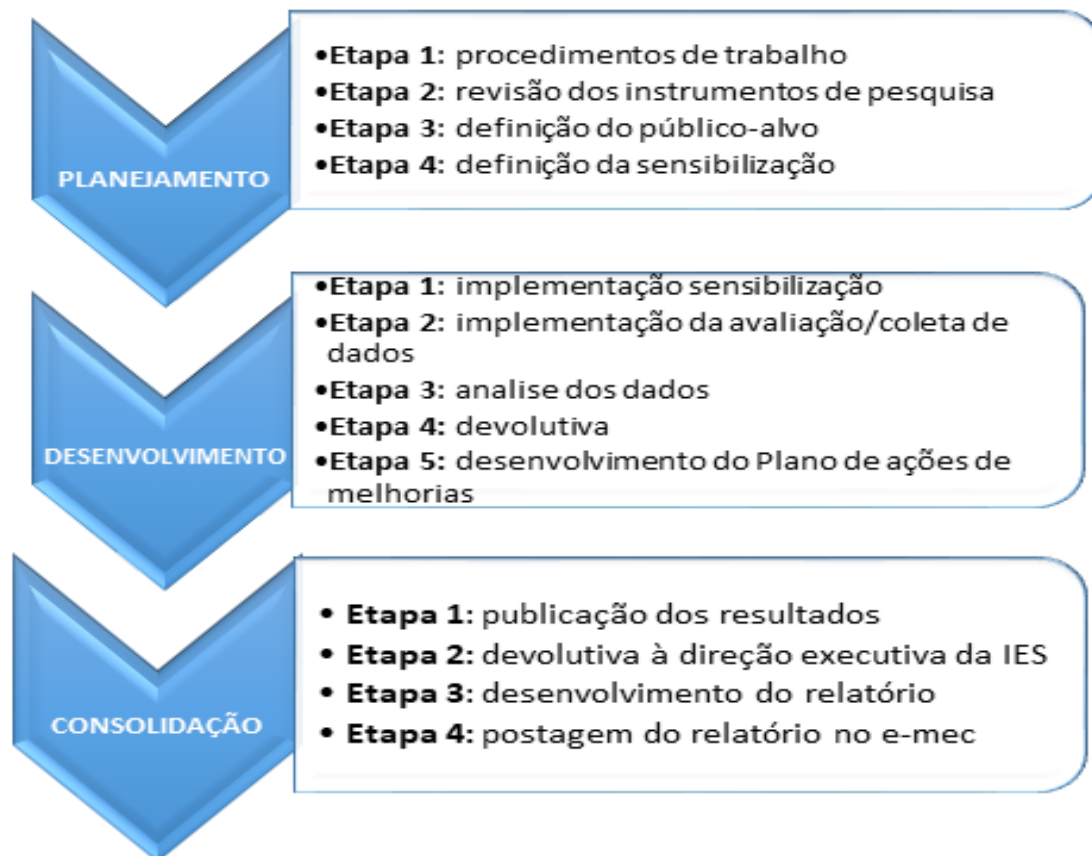 PLANEJAMENTO
•Etapa 1: procedimentos de trabalho
•Etapa 2: revisão dos instrumentos de pesquisa
•Etapa 3: definição do público-alvo
•Etapa 4: definição da sensibilização
DESENVOLVIMENTO
•Etapa 1: implementação sensibilização
•Etapa 2: implementação da avaliação/coleta de
dados
•Etapa 3: analise dos dados
•Etapa 4: devolutiva
•Etapa 5: desenvolvimento do Plano de ações de
melhorias
CONSOLIDAÇÃO
• Etapa 1: publicação dos resultados
• Etapa 2: devolutiva à direção executiva da IES
• Etapa 3: desenvolvimento do relatório
• Etapa 4: postagem do relatório no e-mec